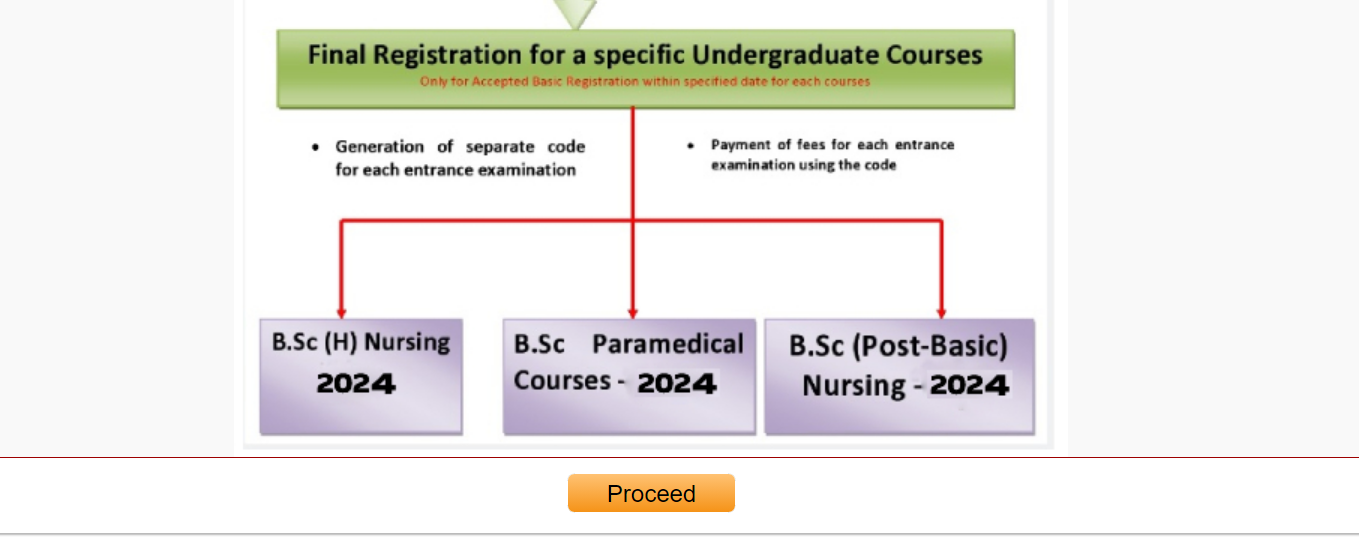 Final Registration for a specific Undergraduate Courses
Only for Accepted Basic Registration within specified date for each courses
• Generation of separate code
for each entrance examination
• Payment of fees for each entrance
examination using the code
B.Sc (H) Nursing
2024
B.Sc Paramedical
Courses - 2024
B.Sc (Post-Basic)
Nursing - 2024
Proceed